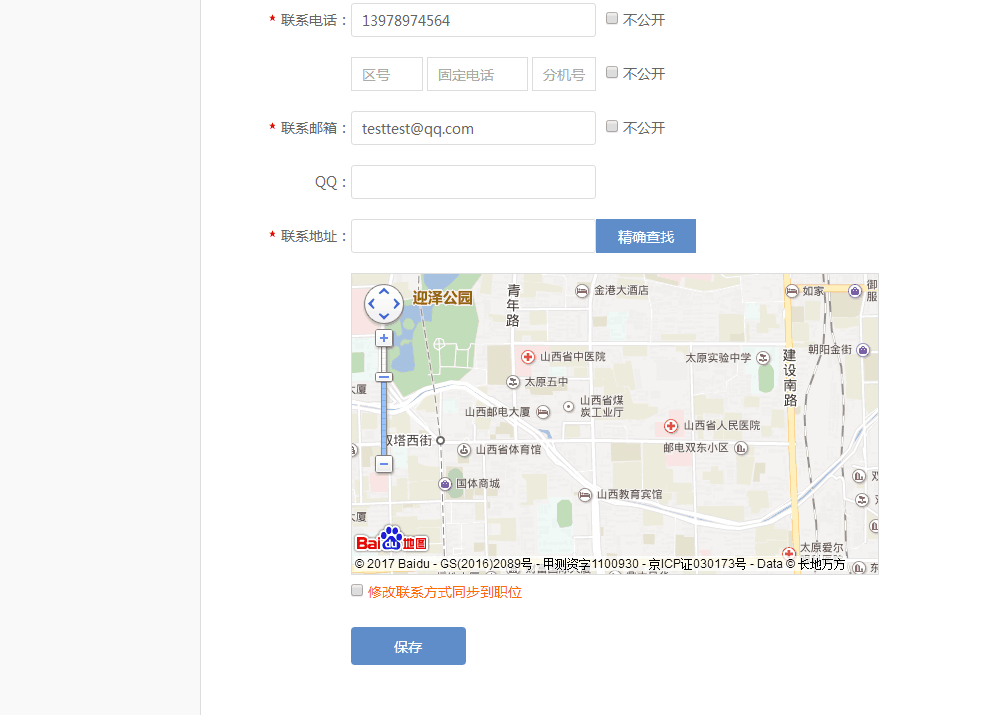 * 联系电话： 13978974564 不公开
区号 固定电话 分机号 不公开
* 联系邮箱： testtest@qq.com 不公开
QQ：
* 联系地址： 精确查找
迎泽公园
青年路
金港大酒店
如家
御
服
山西省中医院
太原实验中学
朝阳金街
建设南路
太原五中
大厦
山西邮电大厦
山西省煤
炭工业厅
山西省人民医院
双塔西街
山西省体育馆
邮电双东小区
国体商城
山西教育宾馆
大厦
太原爱尔
Bai du 地图
© 2017 Baidu - GS(2016)2089号 - 甲测资字1100930 - 京ICP证030173号 - Data © 长地万方
东
修改联系方式同步到职位
保存